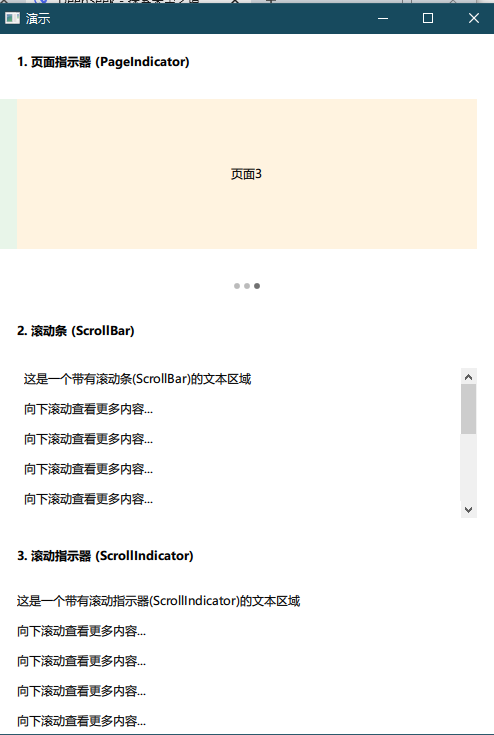 演示
1. 页面指示器 (PageIndicator)
页面3
2. 滚动条 (ScrollBar)
这是一个带有滚动条(ScrollBar)的文本区域
向下滚动查看更多内容...
向下滚动查看更多内容...
向下滚动查看更多内容...
向下滚动查看更多内容...
3. 滚动指示器 (ScrollIndicator)
这是一个带有滚动指示器(ScrollIndicator)的文本区域
向下滚动查看更多内容...
向下滚动查看更多内容...
向下滚动查看更多内容...
向下滚动查看更多内容...